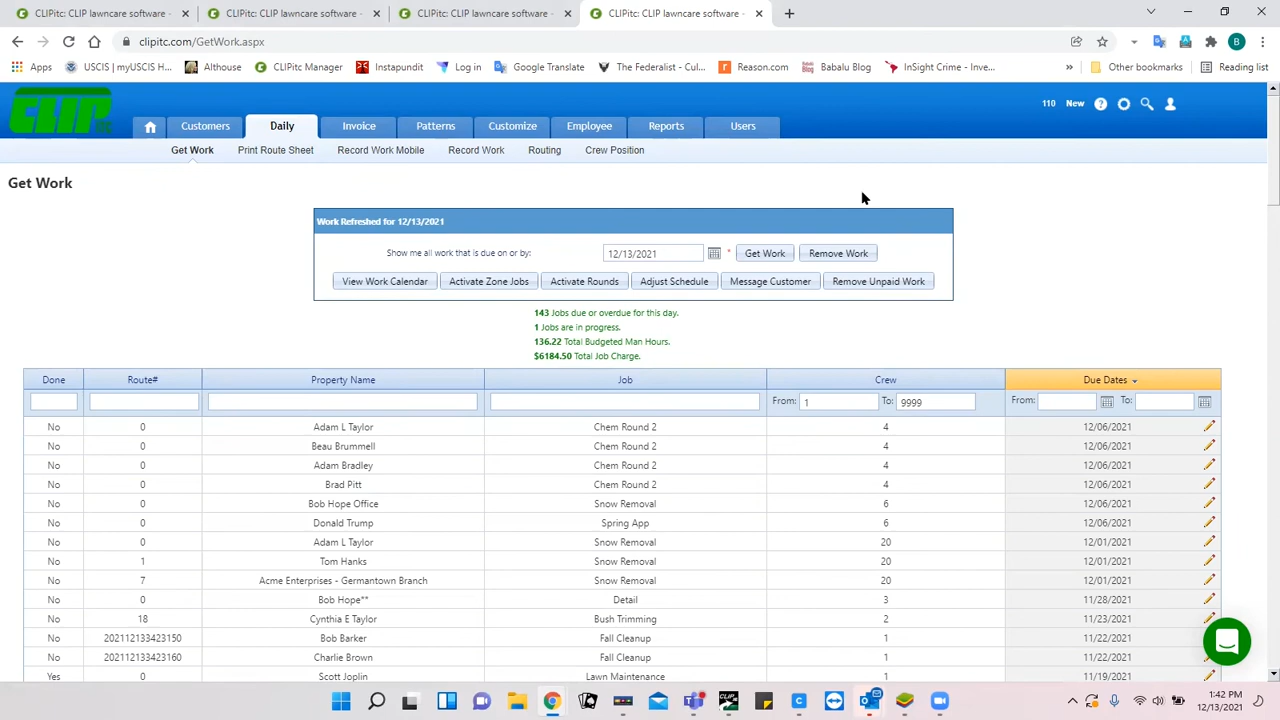 CLIPitc: CLIP lawncare software - CLIPitc: CLIP lawncare software - CLIPitc: CLIP lawncare software - CLIPitc: CLIP lawncare software -
clipitc.com/GetWork.aspx
Apps USCIS | myUSCIS H... Althouse CLIPitc Manager Instapundit Log in Google Translate The Federalist - Cul... Reason.com Babalu Blog InSight Crime - Inve... » Other bookmarks Reading list
CLIP 110 New
Customers Daily Invoice Patterns Customize Employee Reports Users
Get Work Print Route Sheet Record Work Mobile Record Work Routing Crew Position
Get Work
Work Refreshed for 12/13/2021
Show me all work that is due on or by: 12/13/2021 * Get Work Remove Work
View Work Calendar Activate Zone Jobs Activate Rounds Adjust Schedule Message Customer Remove Unpaid Work
143 Jobs due or overdue for this day.
1 Jobs are in progress.
136.22 Total Budgeted Man Hours.
$6184.50 Total Job Charge.
Done Route# Property Name Job Crew Due Dates
From: 1 To: 9999 From: To:
No 0 Adam L Taylor Chem Round 2 4 12/06/2021
No 0 Beau Brummell Chem Round 2 4 12/06/2021
No 0 Adam Bradley Chem Round 2 4 12/06/2021
No 0 Brad Pitt Chem Round 2 4 12/06/2021
No 0 Bob Hope Office Snow Removal 6 12/06/2021
No 0 Donald Trump Spring App 6 12/06/2021
No 0 Adam L Taylor Snow Removal 20 12/01/2021
No 1 Tom Hanks Snow Removal 20 12/01/2021
No 7 Acme Enterprises - Germantown Branch Snow Removal 20 12/01/2021
No 0 Bob Hope** Detail 3 11/28/2021
No 18 Cynthia E Taylor Bush Trimming 2 11/23/2021
No 202112133423150 Bob Barker Fall Cleanup 1 11/22/2021
No 202112133423160 Charlie Brown Fall Cleanup 1 11/22/2021
Yes 0 Scott Joplin Lawn Maintenance 1 11/19/2021
1:42 PM
12/13/2021